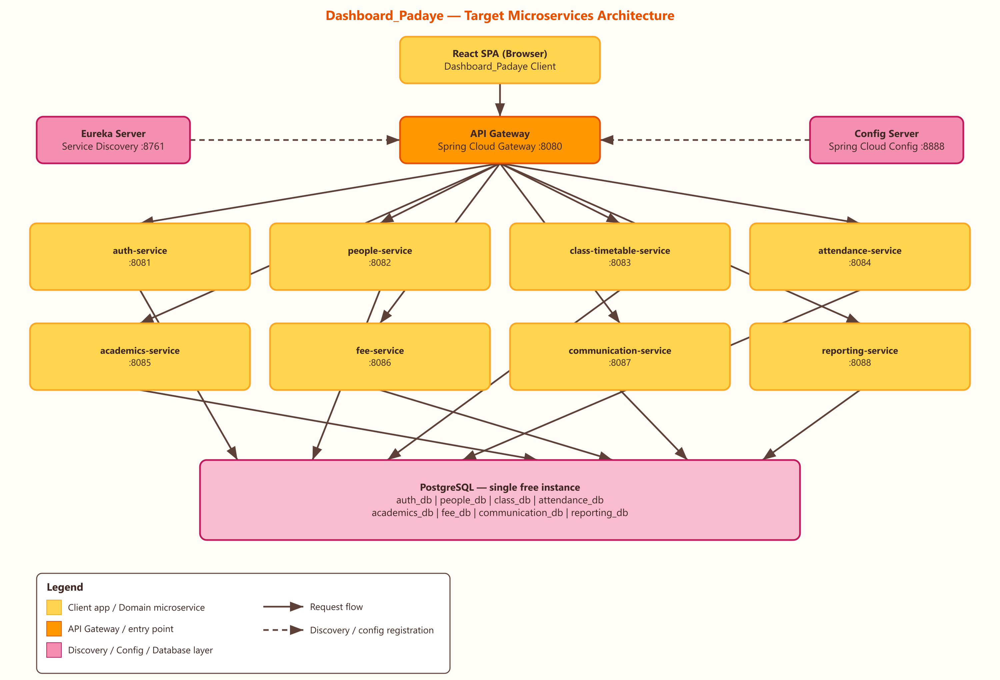 Dashboard_Padaye — Target Microservices Architecture
React SPA (Browser)
Dashboard_Padaye Client
Eureka Server
Service Discovery :8761
API Gateway
Spring Cloud Gateway :8080
Config Server
Spring Cloud Config :8888
auth-service
:8081
people-service
:8082
class-timetable-service
:8083
attendance-service
:8084
academics-service
:8085
fee-service
:8086
communication-service
:8087
reporting-service
:8088
PostgreSQL — single free instance
auth_db | people_db | class_db | attendance_db
academics_db | fee_db | communication_db | reporting_db
Legend
Client app / Domain microservice
API Gateway / entry point
Discovery / Config / Database layer
Request flow
Discovery / config registration